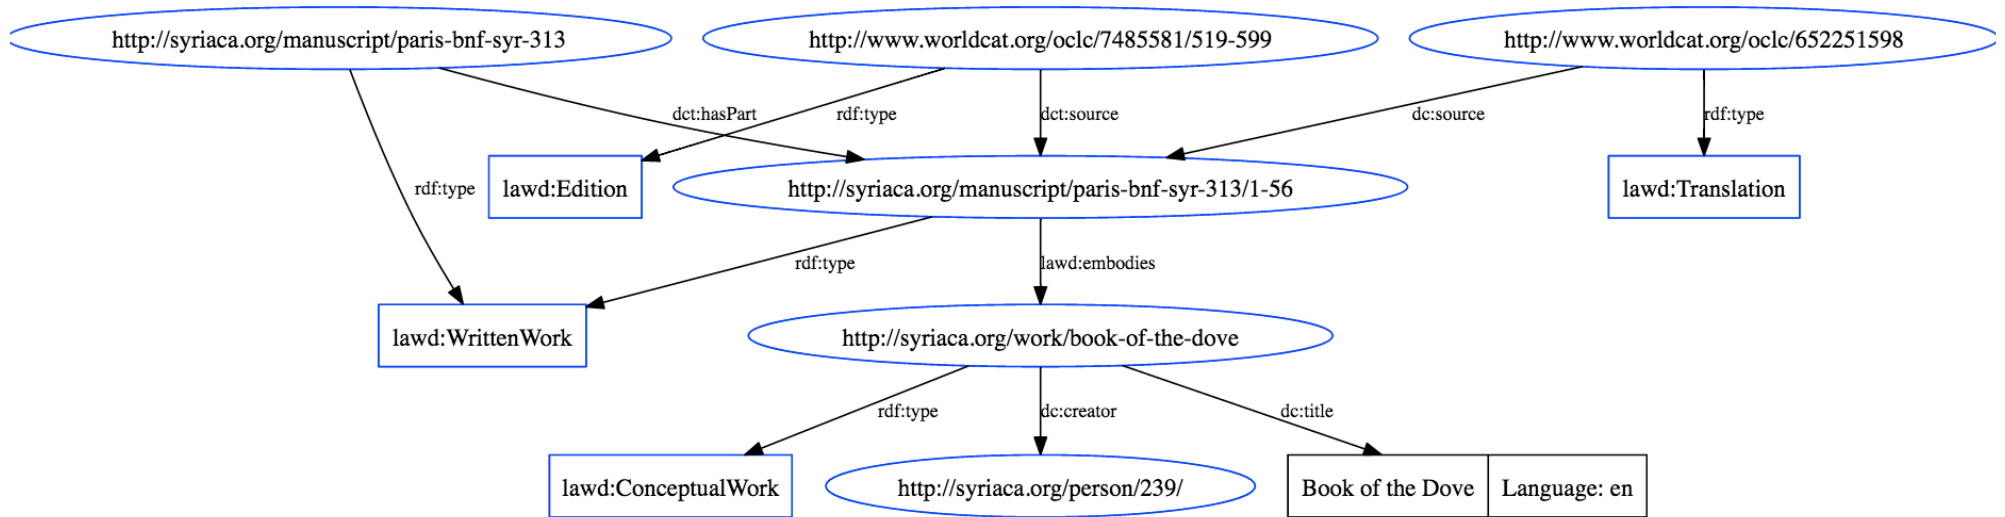 http://syriaca.org/manuscript/paris-bnf-syr-313
http://www.worldcat.org/oclc/7485581/519-599
http://www.worldcat.org/oclc/652251598
dct:hasPart
rdf:type
dct:source
dc:source
rdf:type
rdf:type
lawd:Edition
http://syriaca.org/manuscript/paris-bnf-syr-313/1-56
lawd:Translation
rdf:type
lawd:embodies
lawd:WrittenWork
http://syriaca.org/work/book-of-the-dove
rdf:type
dc:creator
dc:title
lawd:ConceptualWork
http://syriaca.org/person/239/
Book of the Dove
Language: en